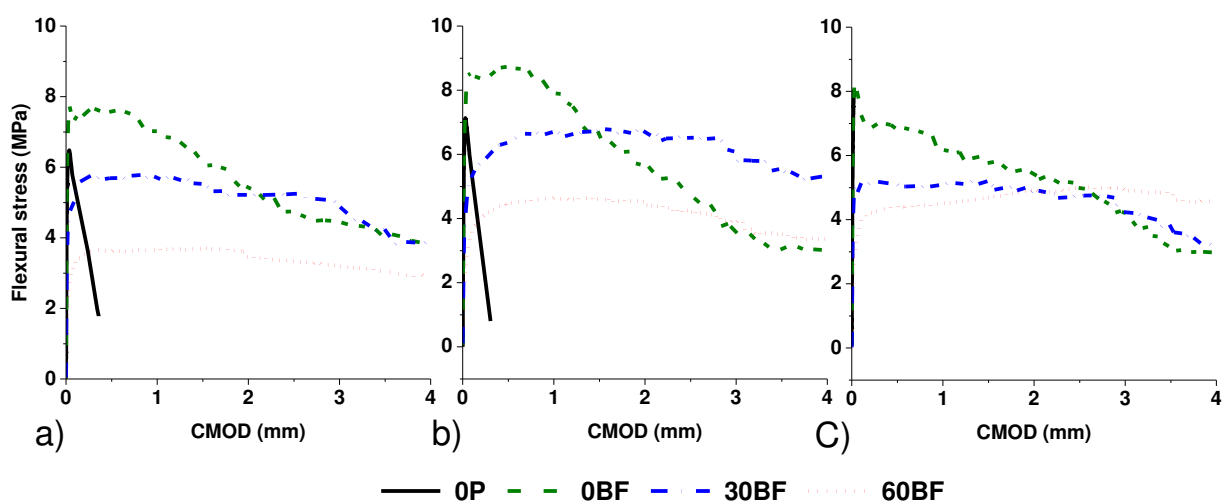 10 10 10
8 8 8
6 6 6
4 4 4
2 2 2
0 0 0
Flexural stress (MPa)
0 1 2 3 4 0 1 2 3 4 0 1 2 3 4
a) CMOD (mm) b) CMOD (mm) C) CMOD (mm)
0P 0BF 30BF 60BF